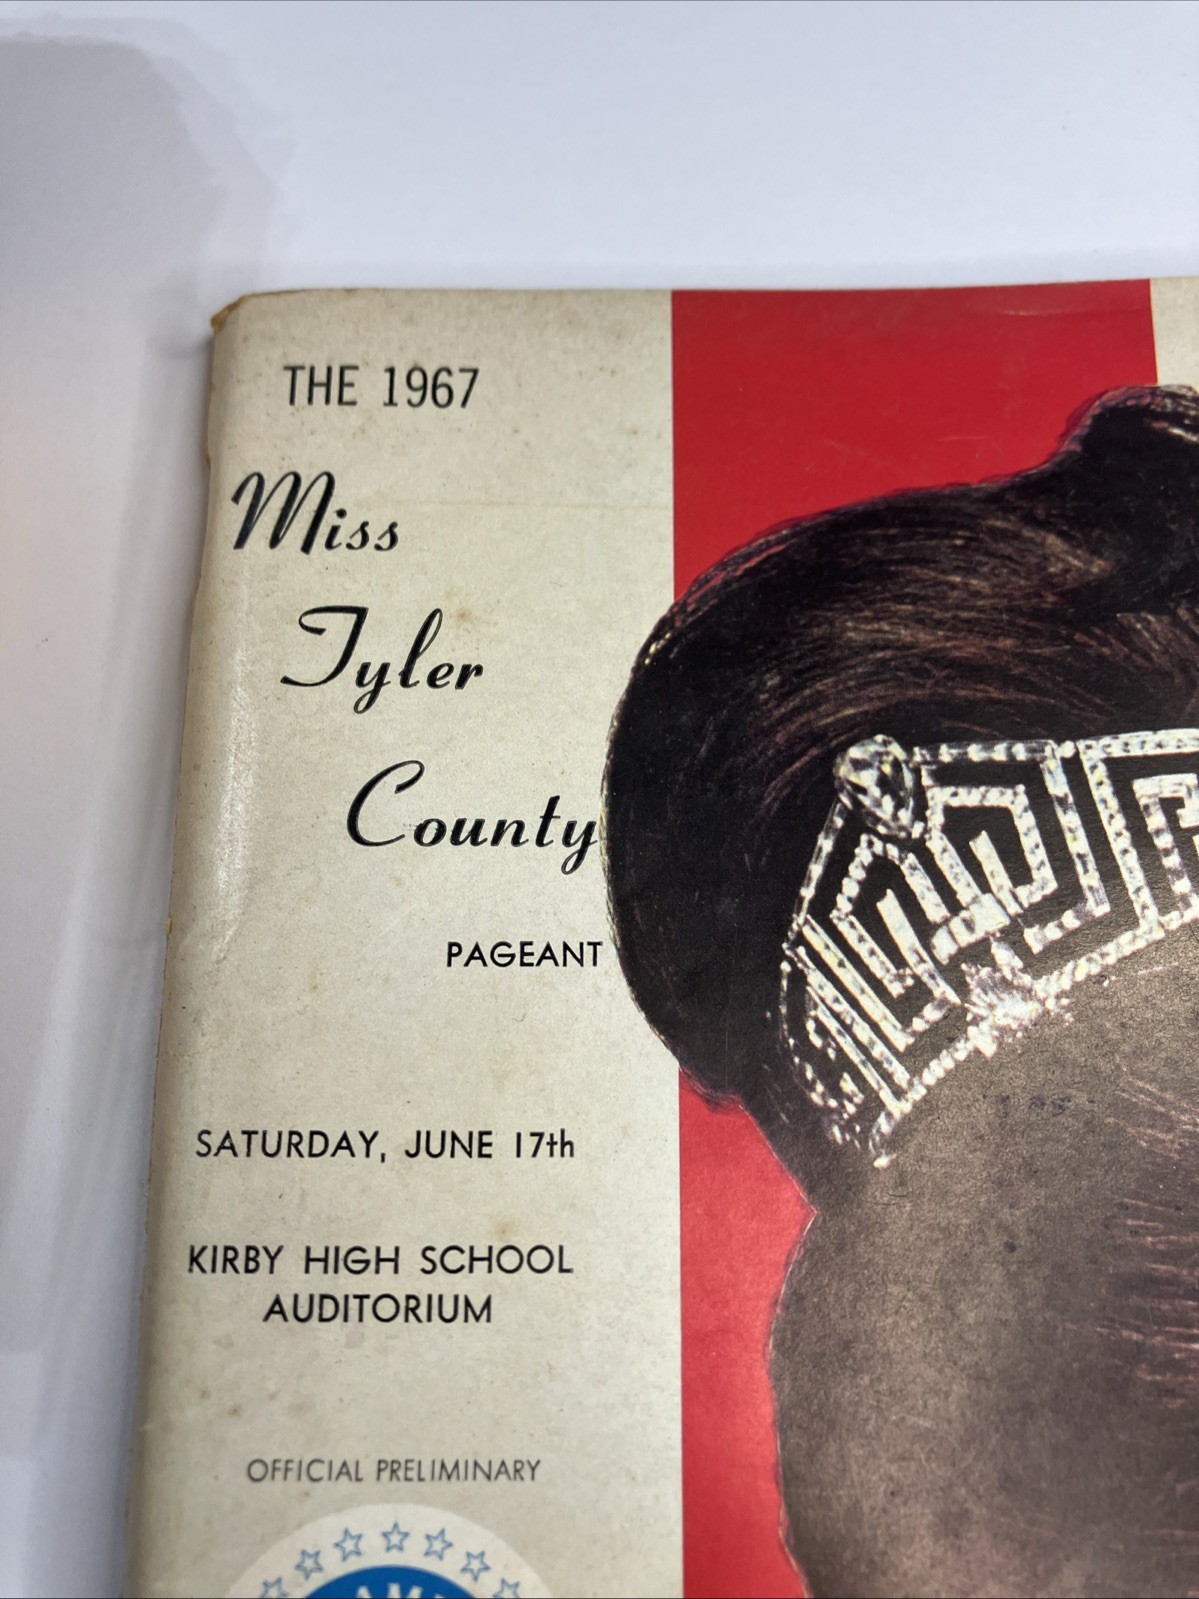 THE 1967
Miss
Tyler
County
PAGEANT
SATURDAY, JUNE 17th
KIRBY HIGH SCHOOL
AUDITORIUM
OFFICIAL PRELIMINARY